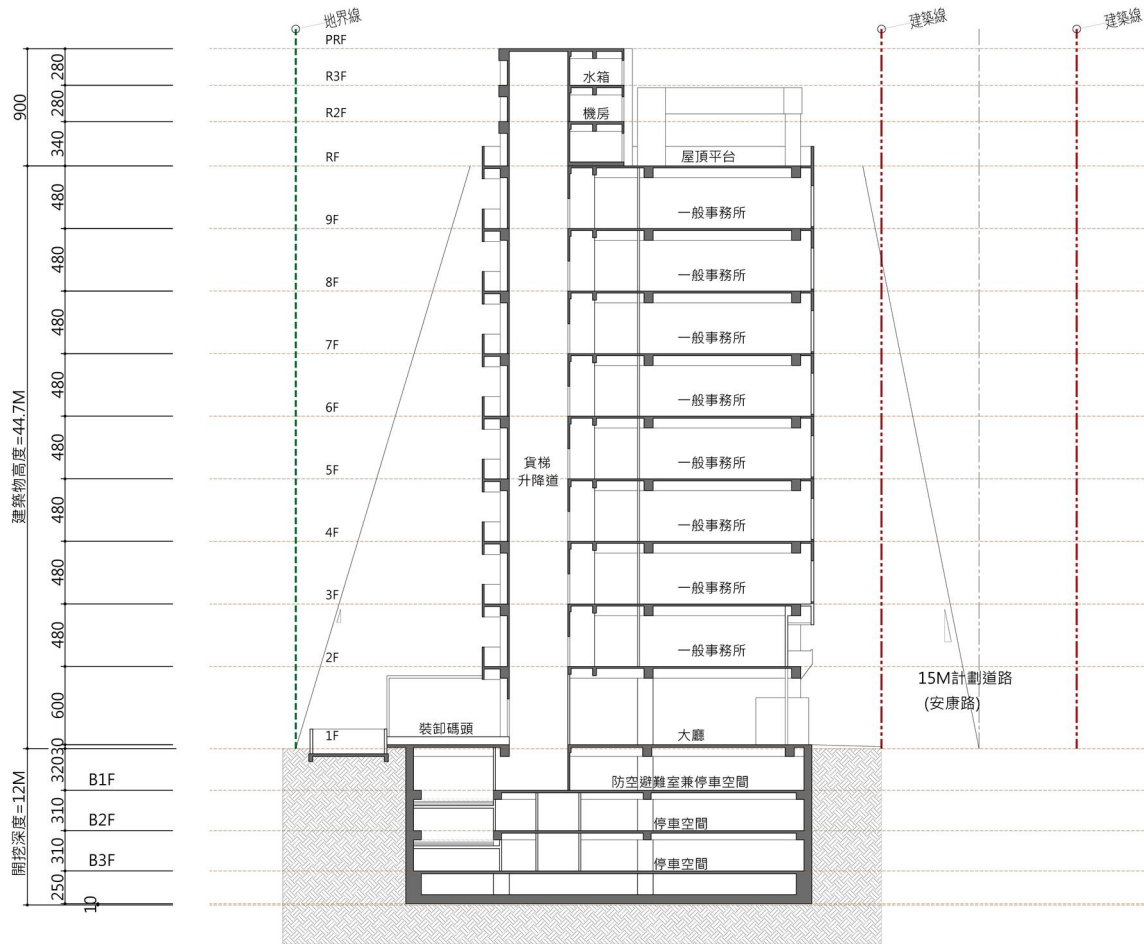 地界線
建築線
建築線
PRF
280
R3F
水箱
280
900
R2F
機房
340
RF
屋頂平台
480
9F
一般事務所
480
8F
一般事務所
480
7F
一般事務所
480
6F
一般事務所
建築物高度=44.7M
480
5F
貨梯
升降道
一般事務所
480
4F
一般事務所
480
3F
一般事務所
480
2F
一般事務所
15M計劃道路
(安康路)
600
1F
裝卸碼頭
大廳
30
320
B1F
防空避難室兼停車空間
開挖深度=12M
310
B2F
停車空間
310
B3F
停車空間
250
10